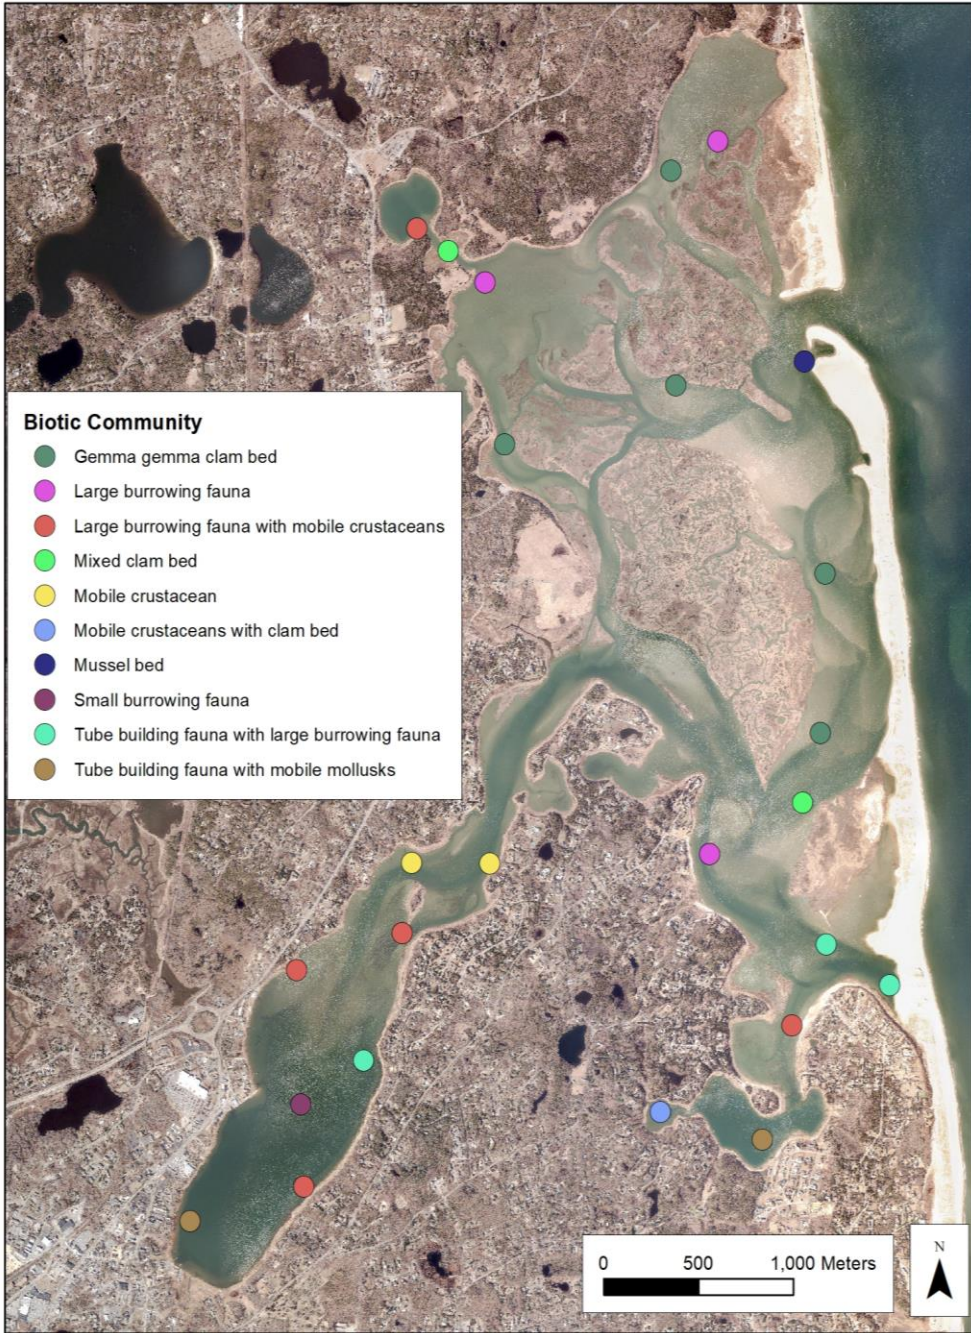 Biotic Community
Gemma gemma clam bed
Large burrowing fauna
Large burrowing fauna with mobile crustaceans
Mixed clam bed
Mobile crustacean
Mobile crustaceans with clam bed
Mussel bed
Small burrowing fauna
Tube building fauna with large burrowing fauna
Tube building fauna with mobile mollusks
0 500 1,000 Meters
N